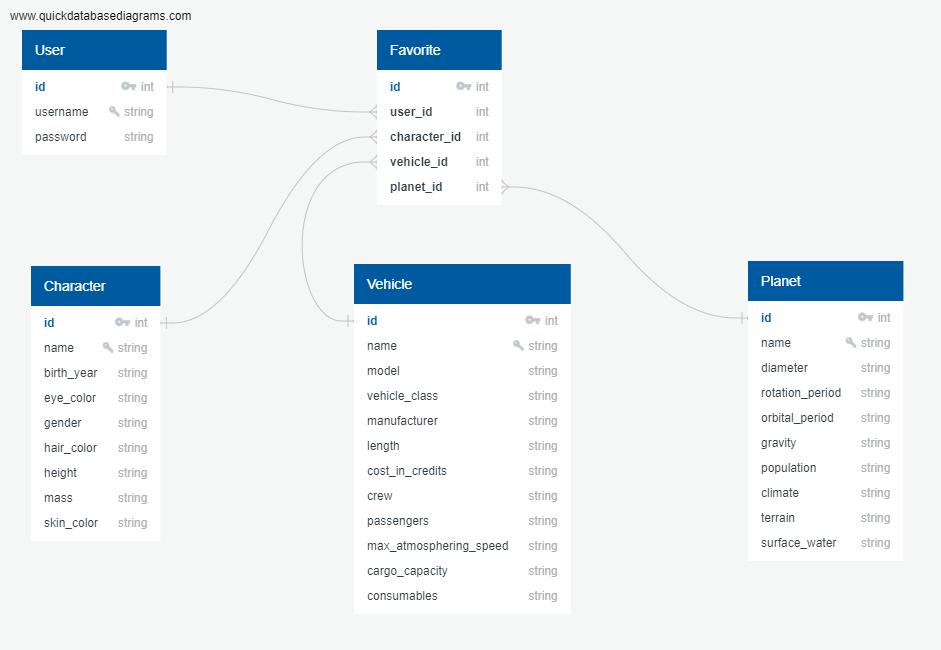 www.quickdatabasediagrams.com
User
id int
username string
password string
Favorite
id int
user_id int
character_id int
vehicle_id int
planet_id int
Character
id int
name string
birth_year string
eye_color string
gender string
hair_color string
height string
mass string
skin_color string
Vehicle
id int
name string
model string
vehicle_class string
manufacturer string
length string
cost_in_credits string
crew string
passengers string
max_atmosphering_speed string
cargo_capacity string
consumables string
Planet
id int
name string
diameter string
rotation_period string
orbital_period string
gravity string
population string
climate string
terrain string
surface_water string